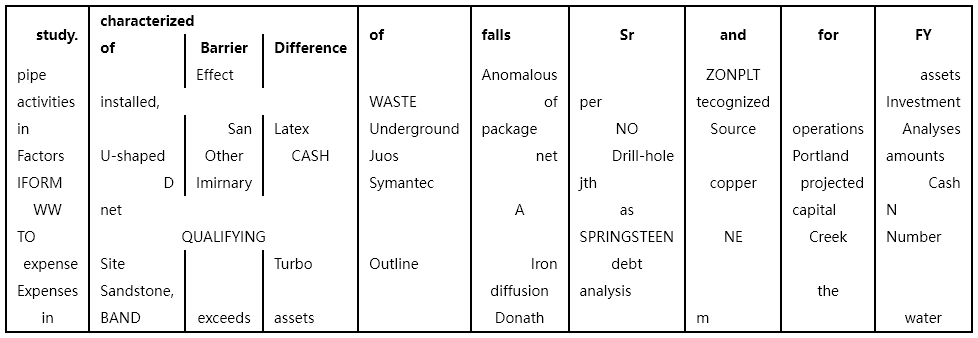 study. characterized of falls Sr and for FY
of Barrier Difference
pipe Effect Anomalous ZONPLT assets
activities installed, WASTE of per tecognized Investment
in San Latex Underground package NO Source operations Analyses
Factors U-shaped Other CASH Juos net Drill-hole Portland amounts
IFORM D Imirnary Symantec jth copper projected Cash
WW net A as capital N
TO QUALIFYING SPRINGSTEEN NE Creek Number
expense Site Turbo Outline Iron debt
Expenses Sandstone, diffusion analysis the
in BAND exceeds assets Donath m water